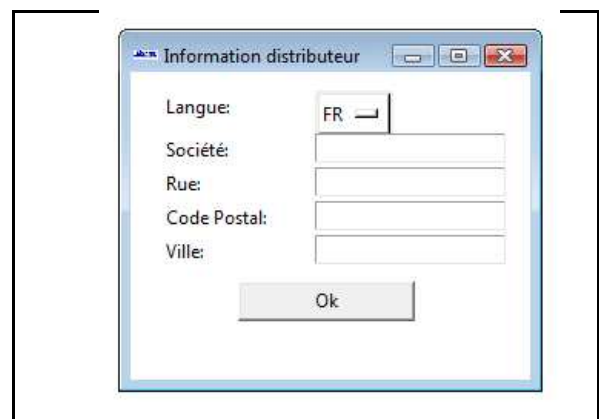 Information distributeur
Langue:
FR
Société:
Rue:
Code Postal:
Ville:
Ok